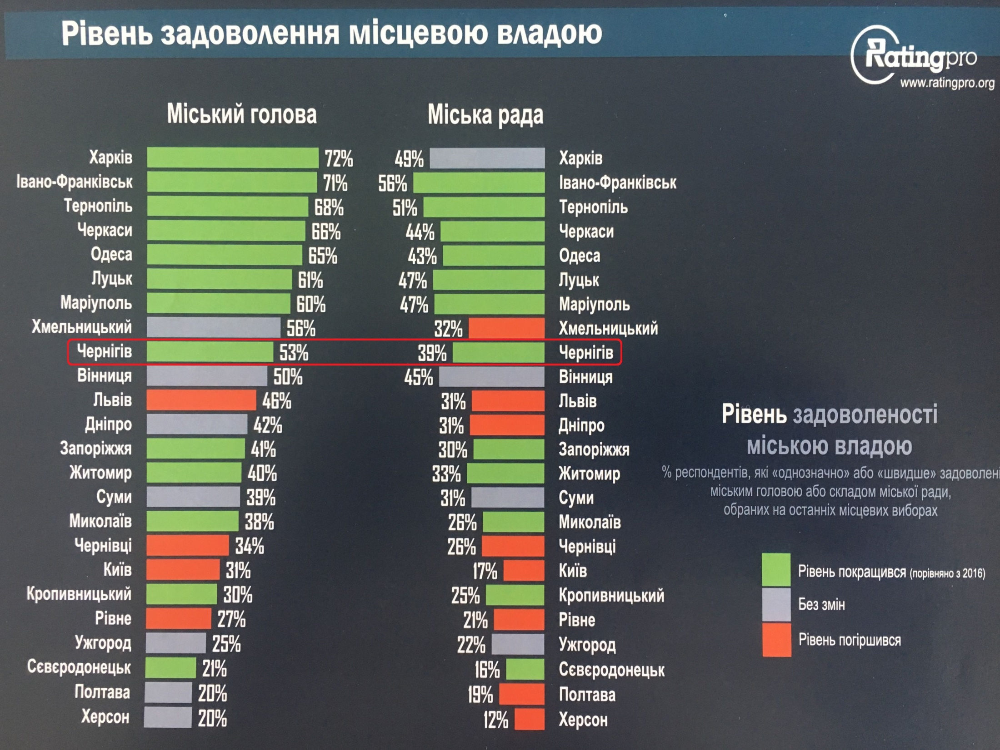 Рівень задоволення місцевою владою
Ratingpro
www.ratingpro.org
Міський голова Міська рада
Харків 72% 49% Харків
Івано-Франківськ 71% 56% Івано-Франківськ
Тернопіль 68% 51% Тернопіль
Черкаси 66% 44% Черкаси
Одеса 65% 43% Одеса
Луцьк 61% 47% Луцьк
Маріуполь 60% 47% Маріуполь
Хмельницький 56% 32% Хмельницький
Чернігів 53% 39% Чернігів
Вінниця 50% 45% Вінниця
Львів 46% 31% Львів
Дніпро 42% 31% Дніпро
Запоріжжя 41% 30% Запоріжжя
Житомир 40% 33% Житомир
Суми 39% 31% Суми
Миколаїв 38% 26% Миколаїв
Чернівці 34% 26% Чернівці
Київ 31% 17% Київ
Кропивницький 30% 25% Кропивницький
Рівне 27% 21% Рівне
Ужгород 25% 22% Ужгород
Сєвєродонецьк 21% 16% Сєвєродонецьк
Полтава 20% 19% Полтава
Херсон 20% 12% Херсон
Рівень задоволеності
міською владою
% респондентів, які «однозначно» або «швидше» задоволені
міським головою або складом міської ради,
обраних на останніх місцевих виборах
Рівень покращився (порівняно з 2016)
Без змін
Рівень погіршився